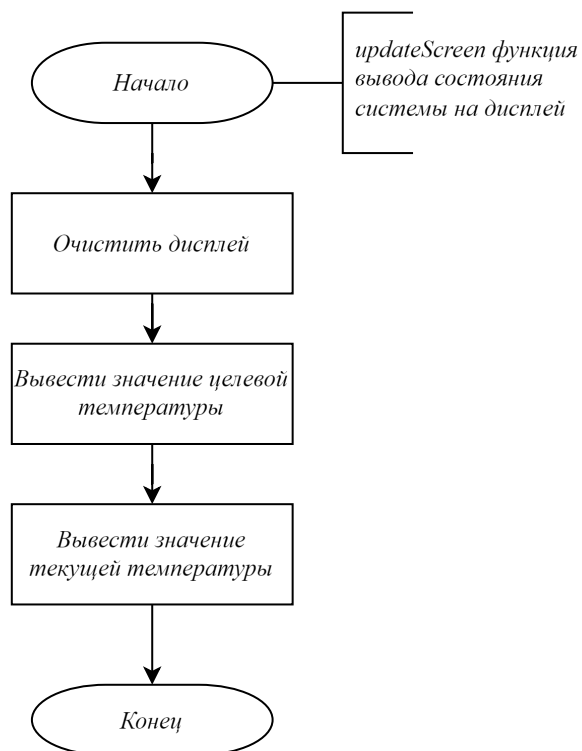 Начало
updateScreen функция
вывода состояния
системы на дисплей
Очистить дисплей
Вывести значение целевой
температуры
Вывести значение
текущей температуры
Конец